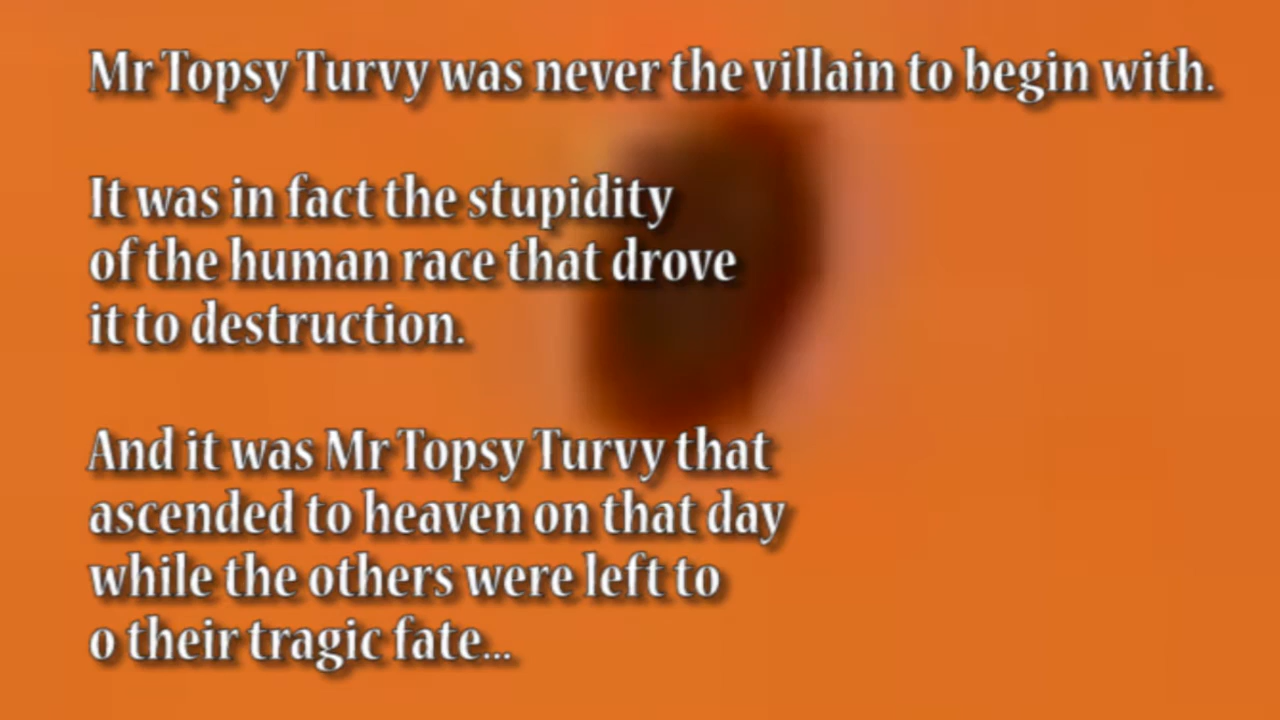 Mr Topsy Turvy was never the villain to begin with.
It was in fact the stupidity
of the human race that drove
it to destruction.
And it was Mr Topsy Turvy that
ascended to heaven on that day
while the others were left to
o their tragic fate...